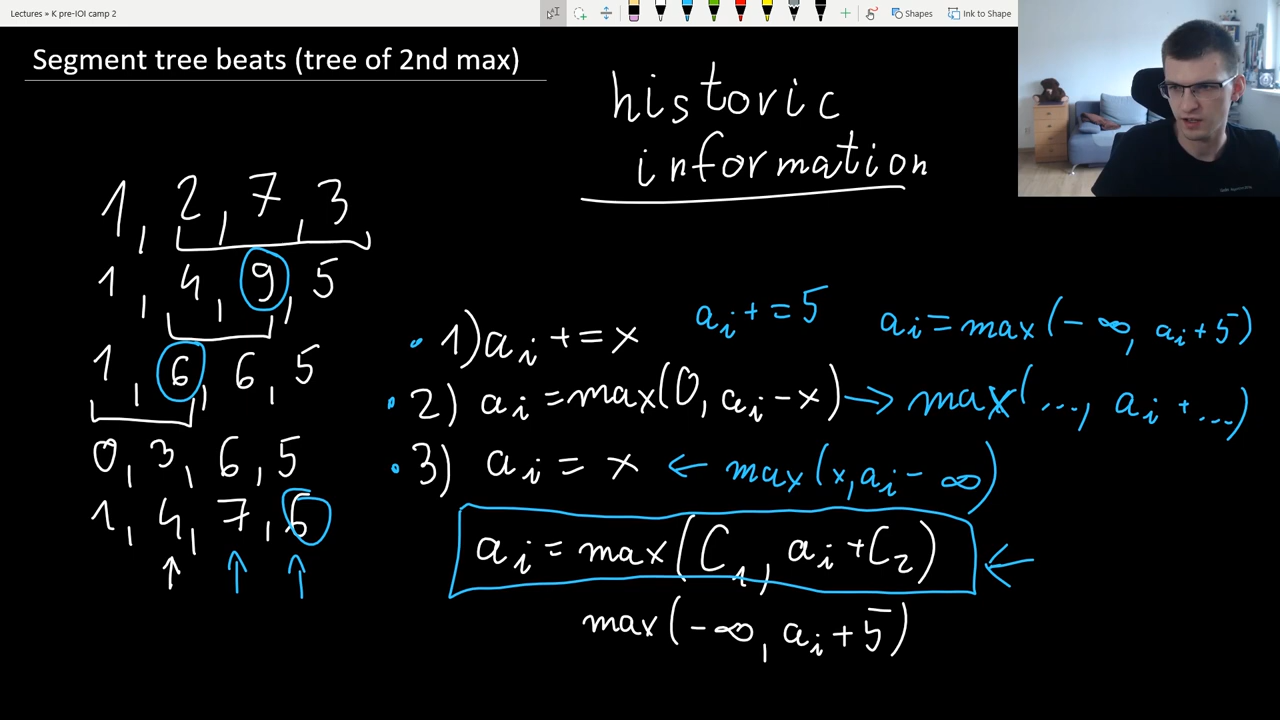 Lectures » K pre-IOI camp 2
Shapes
Ink to Shape
Segment tree beats (tree of 2nd max)
historic
information
1, 2, 7, 3
1, 4, 9, 5
1, 6, 6, 5
0, 3, 6, 5
1, 4, 7, 6
a_i += 5
a_i = max(-∞, a_i+5)
• 1) a_i += x
• 2) a_i = max(0, a_i - x) → max(..., a_i + ...)
• 3) a_i = x ← max(x, a_i - ∞)
a_i = max(C_1, a_i + C_2) ←
max(-∞, a_i + 5)